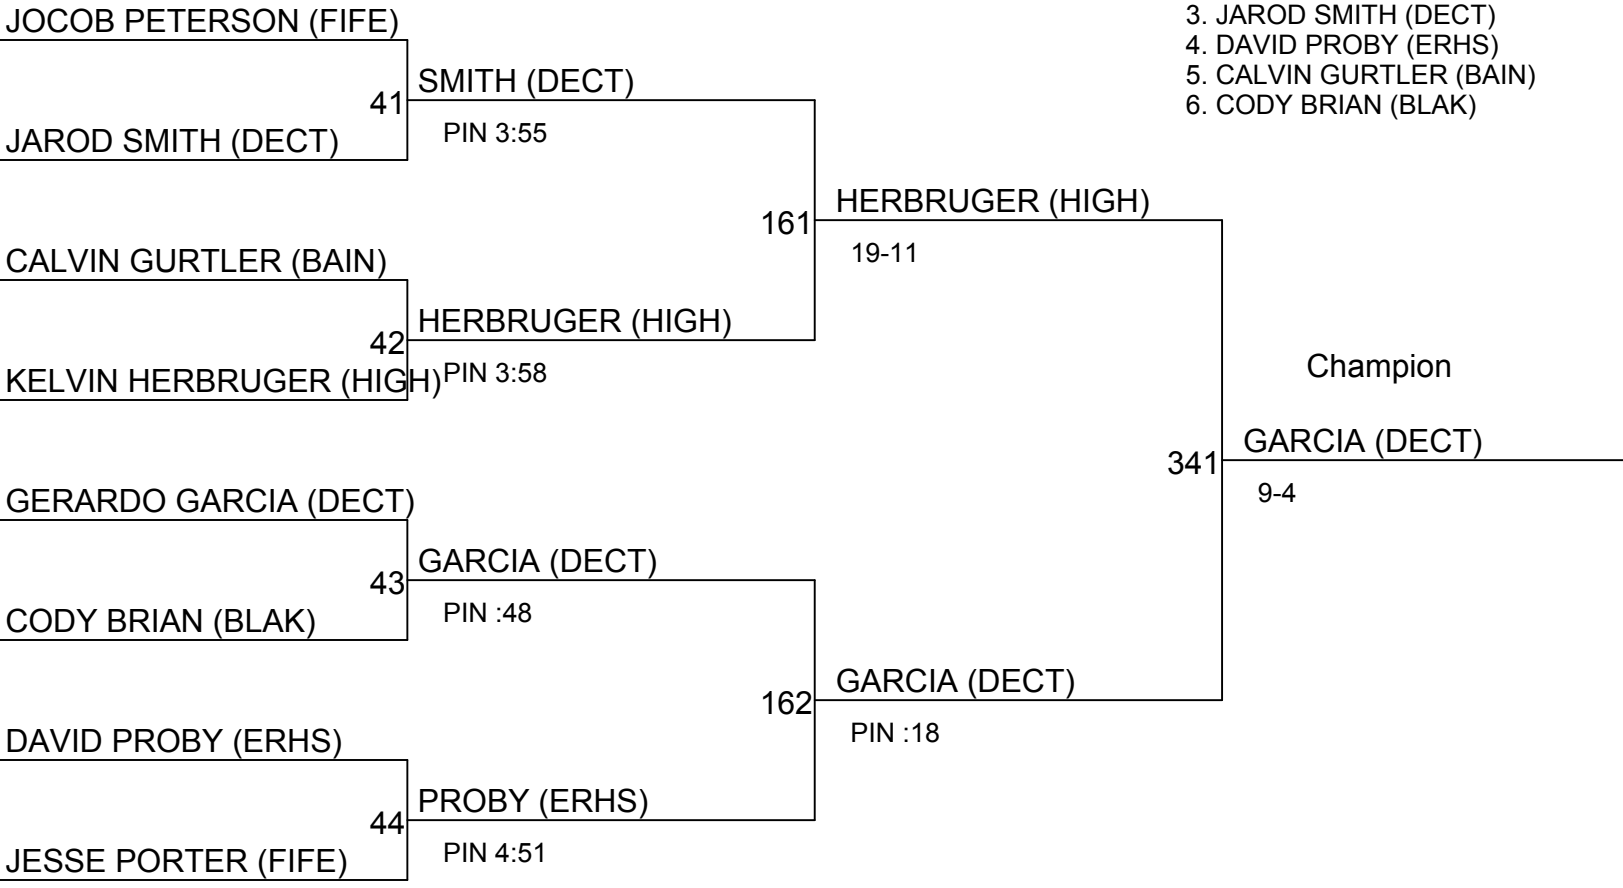 JOCOB PETERSON (FIFE)
3. JAROD SMITH (DECT)
4. DAVID PROBY (ERHS)
5. CALVIN GURTLER (BAIN)
6. CODY BRIAN (BLAK)
SMITH (DECT)
41
PIN 3:55
JAROD SMITH (DECT)
HERBRUGER (HIGH)
161
19-11
CALVIN GURTLER (BAIN)
HERBRUGER (HIGH)
42
PIN 3:58
KELVIN HERBRUGER (HIGH)
Champion
GARCIA (DECT)
341
9-4
GERARDO GARCIA (DECT)
GARCIA (DECT)
43
PIN :48
CODY BRIAN (BLAK)
GARCIA (DECT)
162
PIN :18
DAVID PROBY (ERHS)
PROBY (ERHS)
44
PIN 4:51
JESSE PORTER (FIFE)